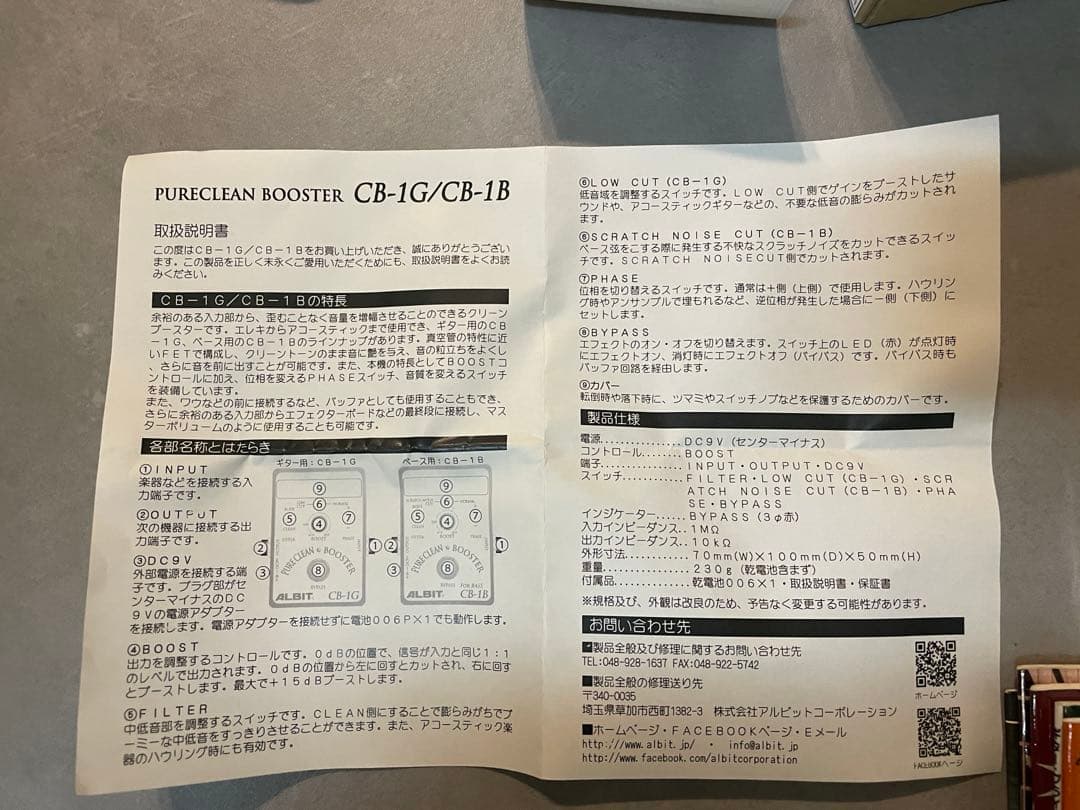 PURECLEAN BOOSTER CB-1G/CB-1B
取扱説明書
この度はCB-1G/CB-1Bをお買い上げいただき、誠にありがとうござい
ます。この製品を正しく末永くご愛用いただくためにも、取扱説明書をよくお読
みください。
CB-1G/CB-1Bの特長
余裕のある入力部から、歪むことなく音量を増幅させることのできるクリーン
ブースターです。エレキからアコースティックまで使用でき、ギター用のCB
-1G、ベース用のCB-1Bのラインナップがあります。真空管の特性に近
いFETで構成し、クリーントーンのまま音に艶を与え、音の粒立ちをよくし
、さらに音を前に出すことが可能です。また、本機の特長としてBOOSTコ
ントロールに加え、位相を変えるPHASEスイッチ、音質を変えるスイッチ
を装備しています。
また、ワウなどの前に接続するなど、バッファとしても使用することもでき、
さらに余裕のある入力部からエフェクターボードなどの最終段に接続し、マス
ターボリュームのように使用することも可能です。
各部名称とはたらき
①INPUT
楽器などを接続する入
力端子です。
②OUTPUT
次の機器に接続する出
力端子です。
③DC9V
外部電源を接続する端
子です。プラグ部がセ
ンターマイナスのDC
9Vの電源アダプター
を接続します。電源アダプターを接続せずに電池006P×1でも動作します。
ギター用:CB-1G
⑨
⑥
⑤ ④ ⑦
② ①
③
PURECLEAN BOOSTER
⑧
ALBIT CB-1G
ベース用:CB-1B
⑨
⑥
⑤ ④ ⑦
② ①
③
PURECLEAN BOOSTER
⑧
FOR BASS
ALBIT CB-1B
④BOOST
出力を調整するコントロールです。0dBの位置で、信号が入力と同じ1:1
のレベルで出力されます。0dBの位置から左に回すとカットされ、右に回す
とブーストします。最大で+15dBブーストします。
⑤FILTER
中低音部を調整するスイッチです。CLEAN側にすることで膨らみがちでブ
ーミーな中低音をすっきりさせることができます。また、アコースティック楽
器のハウリング時にも有効です。
⑥LOW CUT(CB-1G)
低音域を調整するスイッチです。LOW CUT側でゲインをブーストしたサ
ウンドや、アコースティックギターなどの、不要な低音の膨らみがカットされ
ます。
⑥SCRATCH NOISE CUT(CB-1B)
ベース弦をこする際に発生する不快なスクラッチノイズをカットできるスイッ
チです。SCRATCH NOISECUT側でカットされます。
⑦PHASE
位相を切り替えるスイッチです。通常は+側(上側)で使用します。ハウリン
グ時やアンサンブルで埋もれるなど、逆位相が発生した場合に-側(下側)に
セットします。
⑧BYPASS
エフェクトのオン・オフを切り替えます。スイッチ上のLED(赤)が点灯時
にエフェクトオン、消灯時にエフェクトオフ(バイパス)です。バイパス時も
バッファ回路を経由します。
⑨カバー
転倒時や落下時に、ツマミやスイッチノブなどを保護するためのカバーです。
製品仕様
電源...............DC9V(センターマイナス)
コントロール.......BOOST
端子...............INPUT・OUTPUT・DC9V
スイッチ...........FILTER・LOW CUT(CB-1G)・SCR
ATCH NOISE CUT(CB-1B)・PHA
SE・BYPASS
インジケーター......BYPASS(3φ赤)
入力インピーダンス..1MΩ
出力インピーダンス..10kΩ
外形寸法...........70mm(W)×100mm(D)×50mm(H)
重量...............230g(乾電池含まず)
付属品.............乾電池006×1・取扱説明書・保証書
※規格及び、外観は改良のため、予告なく変更する可能性があります。
お問い合わせ先
■製品全般及び修理に関するお問い合わせ先
TEL:048-928-1637 FAX:048-922-5742
■製品全般の修理送り先
〒340-0035
埼玉県草加市西町1382-3 株式会社アルビットコーポレーション
■ホームページ・FACEBOOKページ・Eメール
http://www.albit.jp/ ・ info@albit.jp
http://www.facebook.com/albitcorporation
ホームページ
FACEBOOKページ